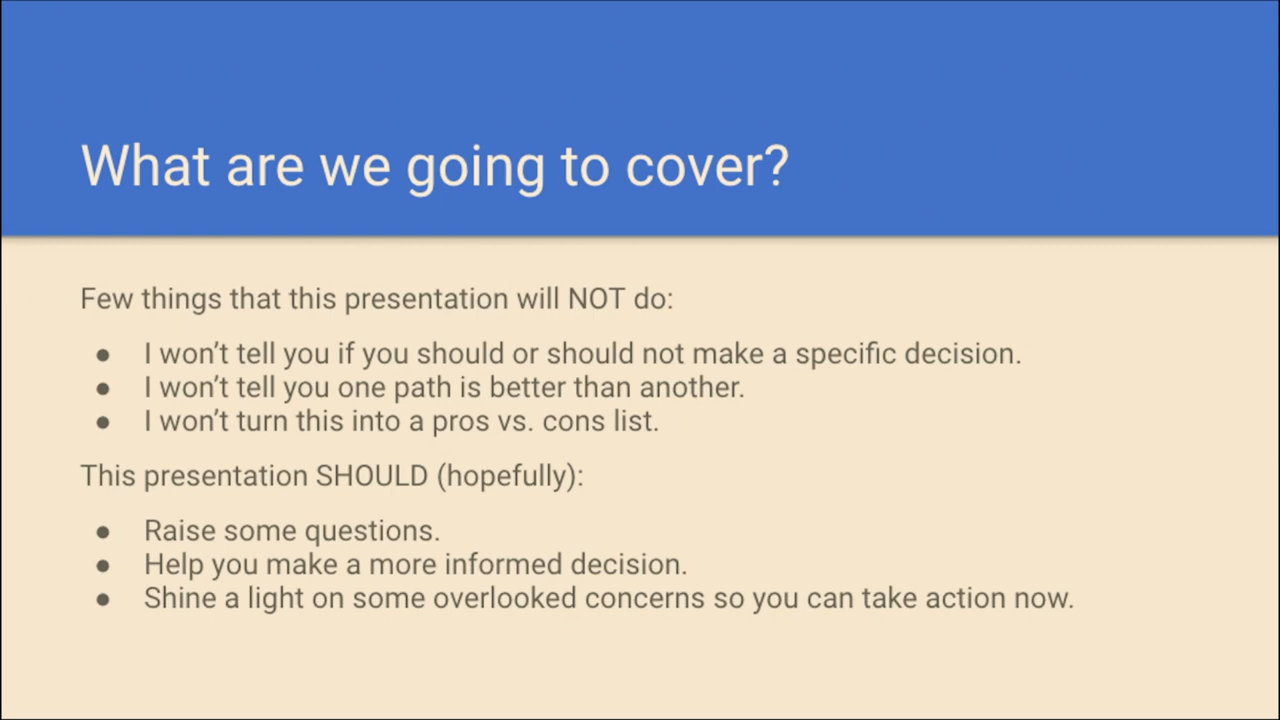 What are we going to cover?
Few things that this presentation will NOT do:
● I won’t tell you if you should or should not make a specific decision.
● I won’t tell you one path is better than another.
● I won’t turn this into a pros vs. cons list.
This presentation SHOULD (hopefully):
● Raise some questions.
● Help you make a more informed decision.
● Shine a light on some overlooked concerns so you can take action now.